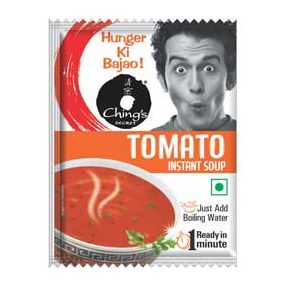 Hunger
Ki
Bajao!
Ching's
SECRET
TOMATO
INSTANT SOUP
Just Add
Boiling Water
1 Ready in
minute